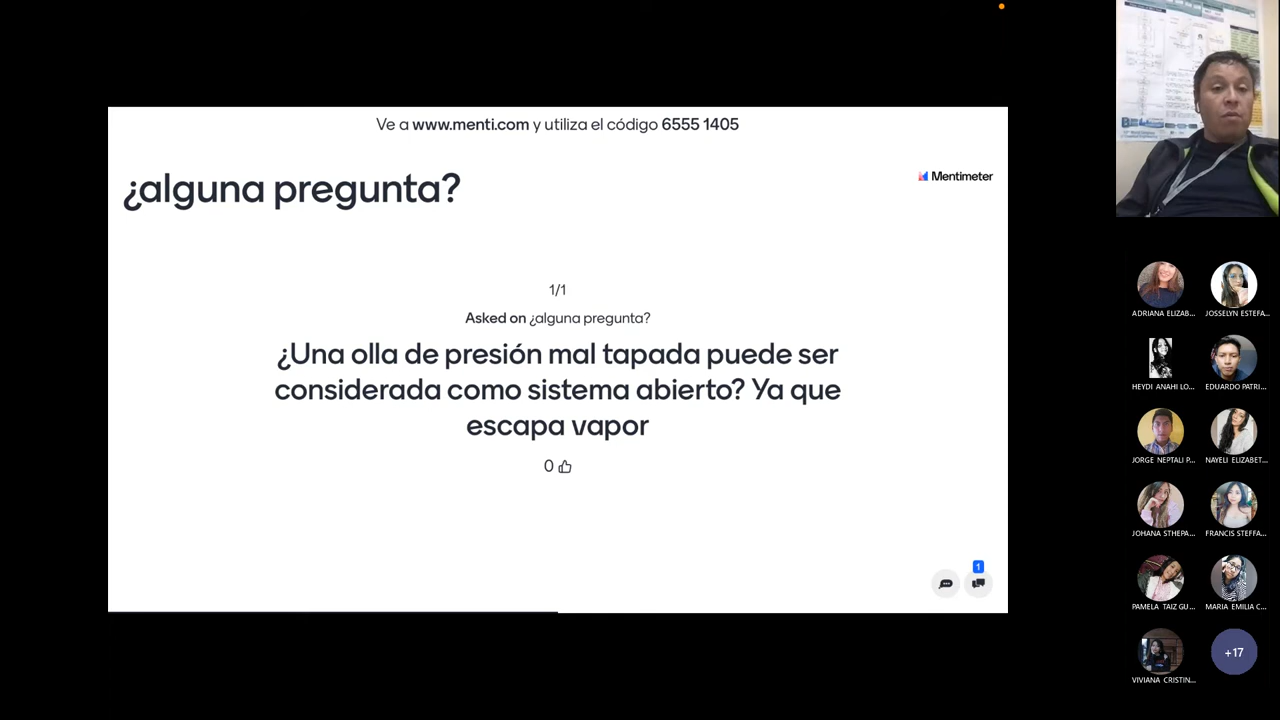 Ve a www.menti.com y utiliza el código 6555 1405
¿alguna pregunta?
Mentimeter
1/1
Asked on ¿alguna pregunta?
¿Una olla de presión mal tapada puede ser
considerada como sistema abierto? Ya que
escapa vapor
0
1
ADRIANA ELIZAB...
JOSSELYN ESTEFA...
HEYDI ANAHI LO...
EDUARDO PATRI...
JORGE NEPTALI P...
NAYELI ELIZABET...
JOHANA STHEPA...
FRANCIS STEFFA...
PAMELA TAIZ GU...
MARIA EMILIA C...
VIVIANA CRISTIN...
+17